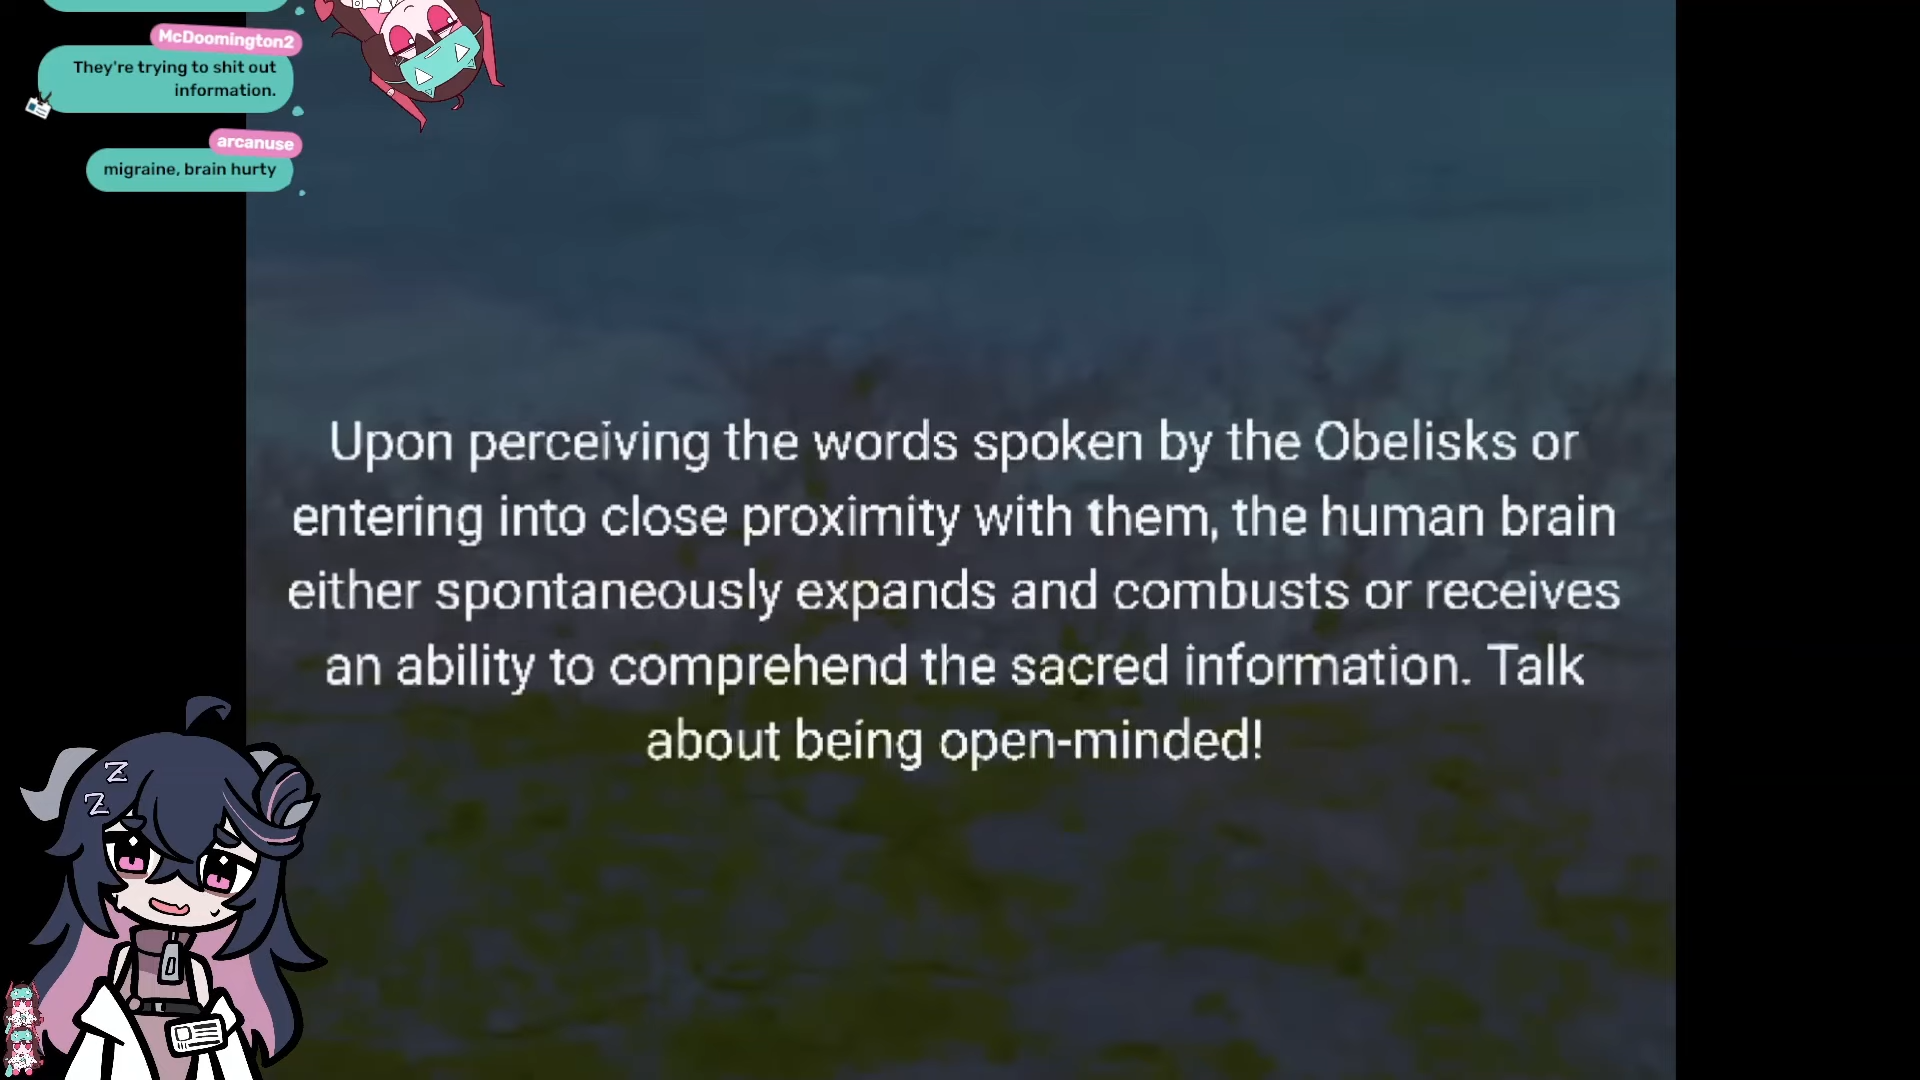 McDoomington2
They're trying to shit out
information.
arcanuse
migraine, brain hurty
Upon perceiving the words spoken by the Obelisks or
entering into close proximity with them, the human brain
either spontaneously expands and combusts or receives
an ability to comprehend the sacred information. Talk
about being open-minded!
Z
Z